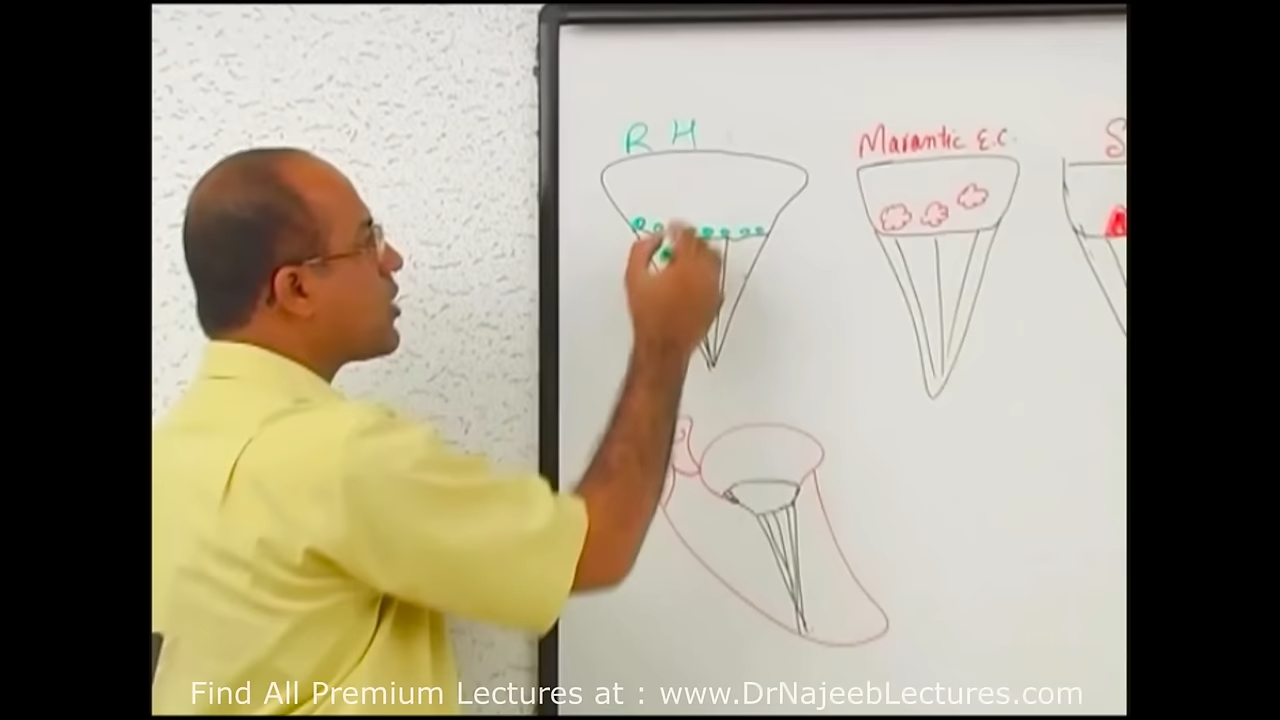 R H
Marantic E.C.
S
Find All Premium Lectures at : www.DrNajeebLectures.com